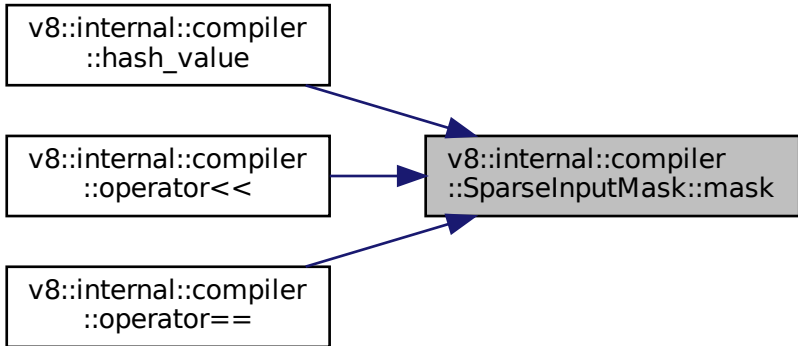 v8::internal::compiler
::hash_value
v8::internal::compiler
::operator<<
v8::internal::compiler
::SparseInputMask::mask
v8::internal::compiler
::operator==